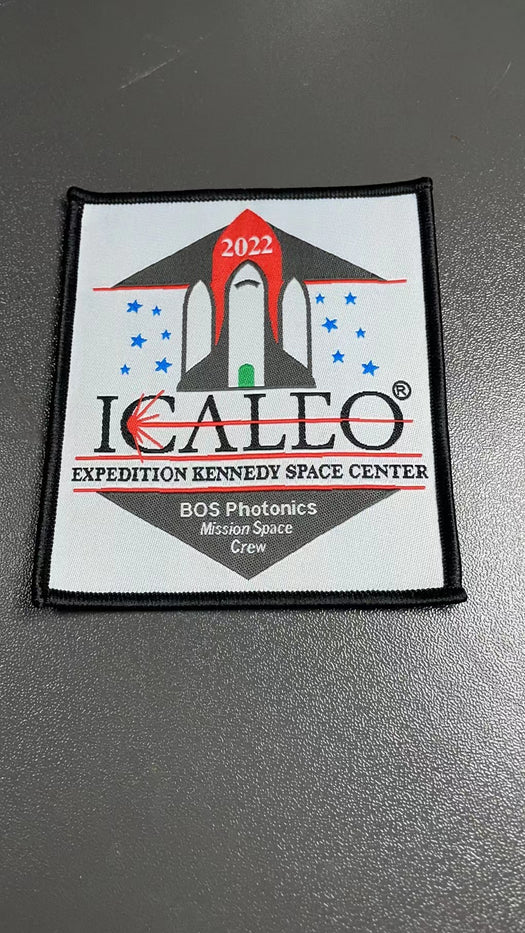 2022
ICALEO®
EXPEDITION KENNEDY SPACE CENTER
BOS Photonics
Mission Space
Crew